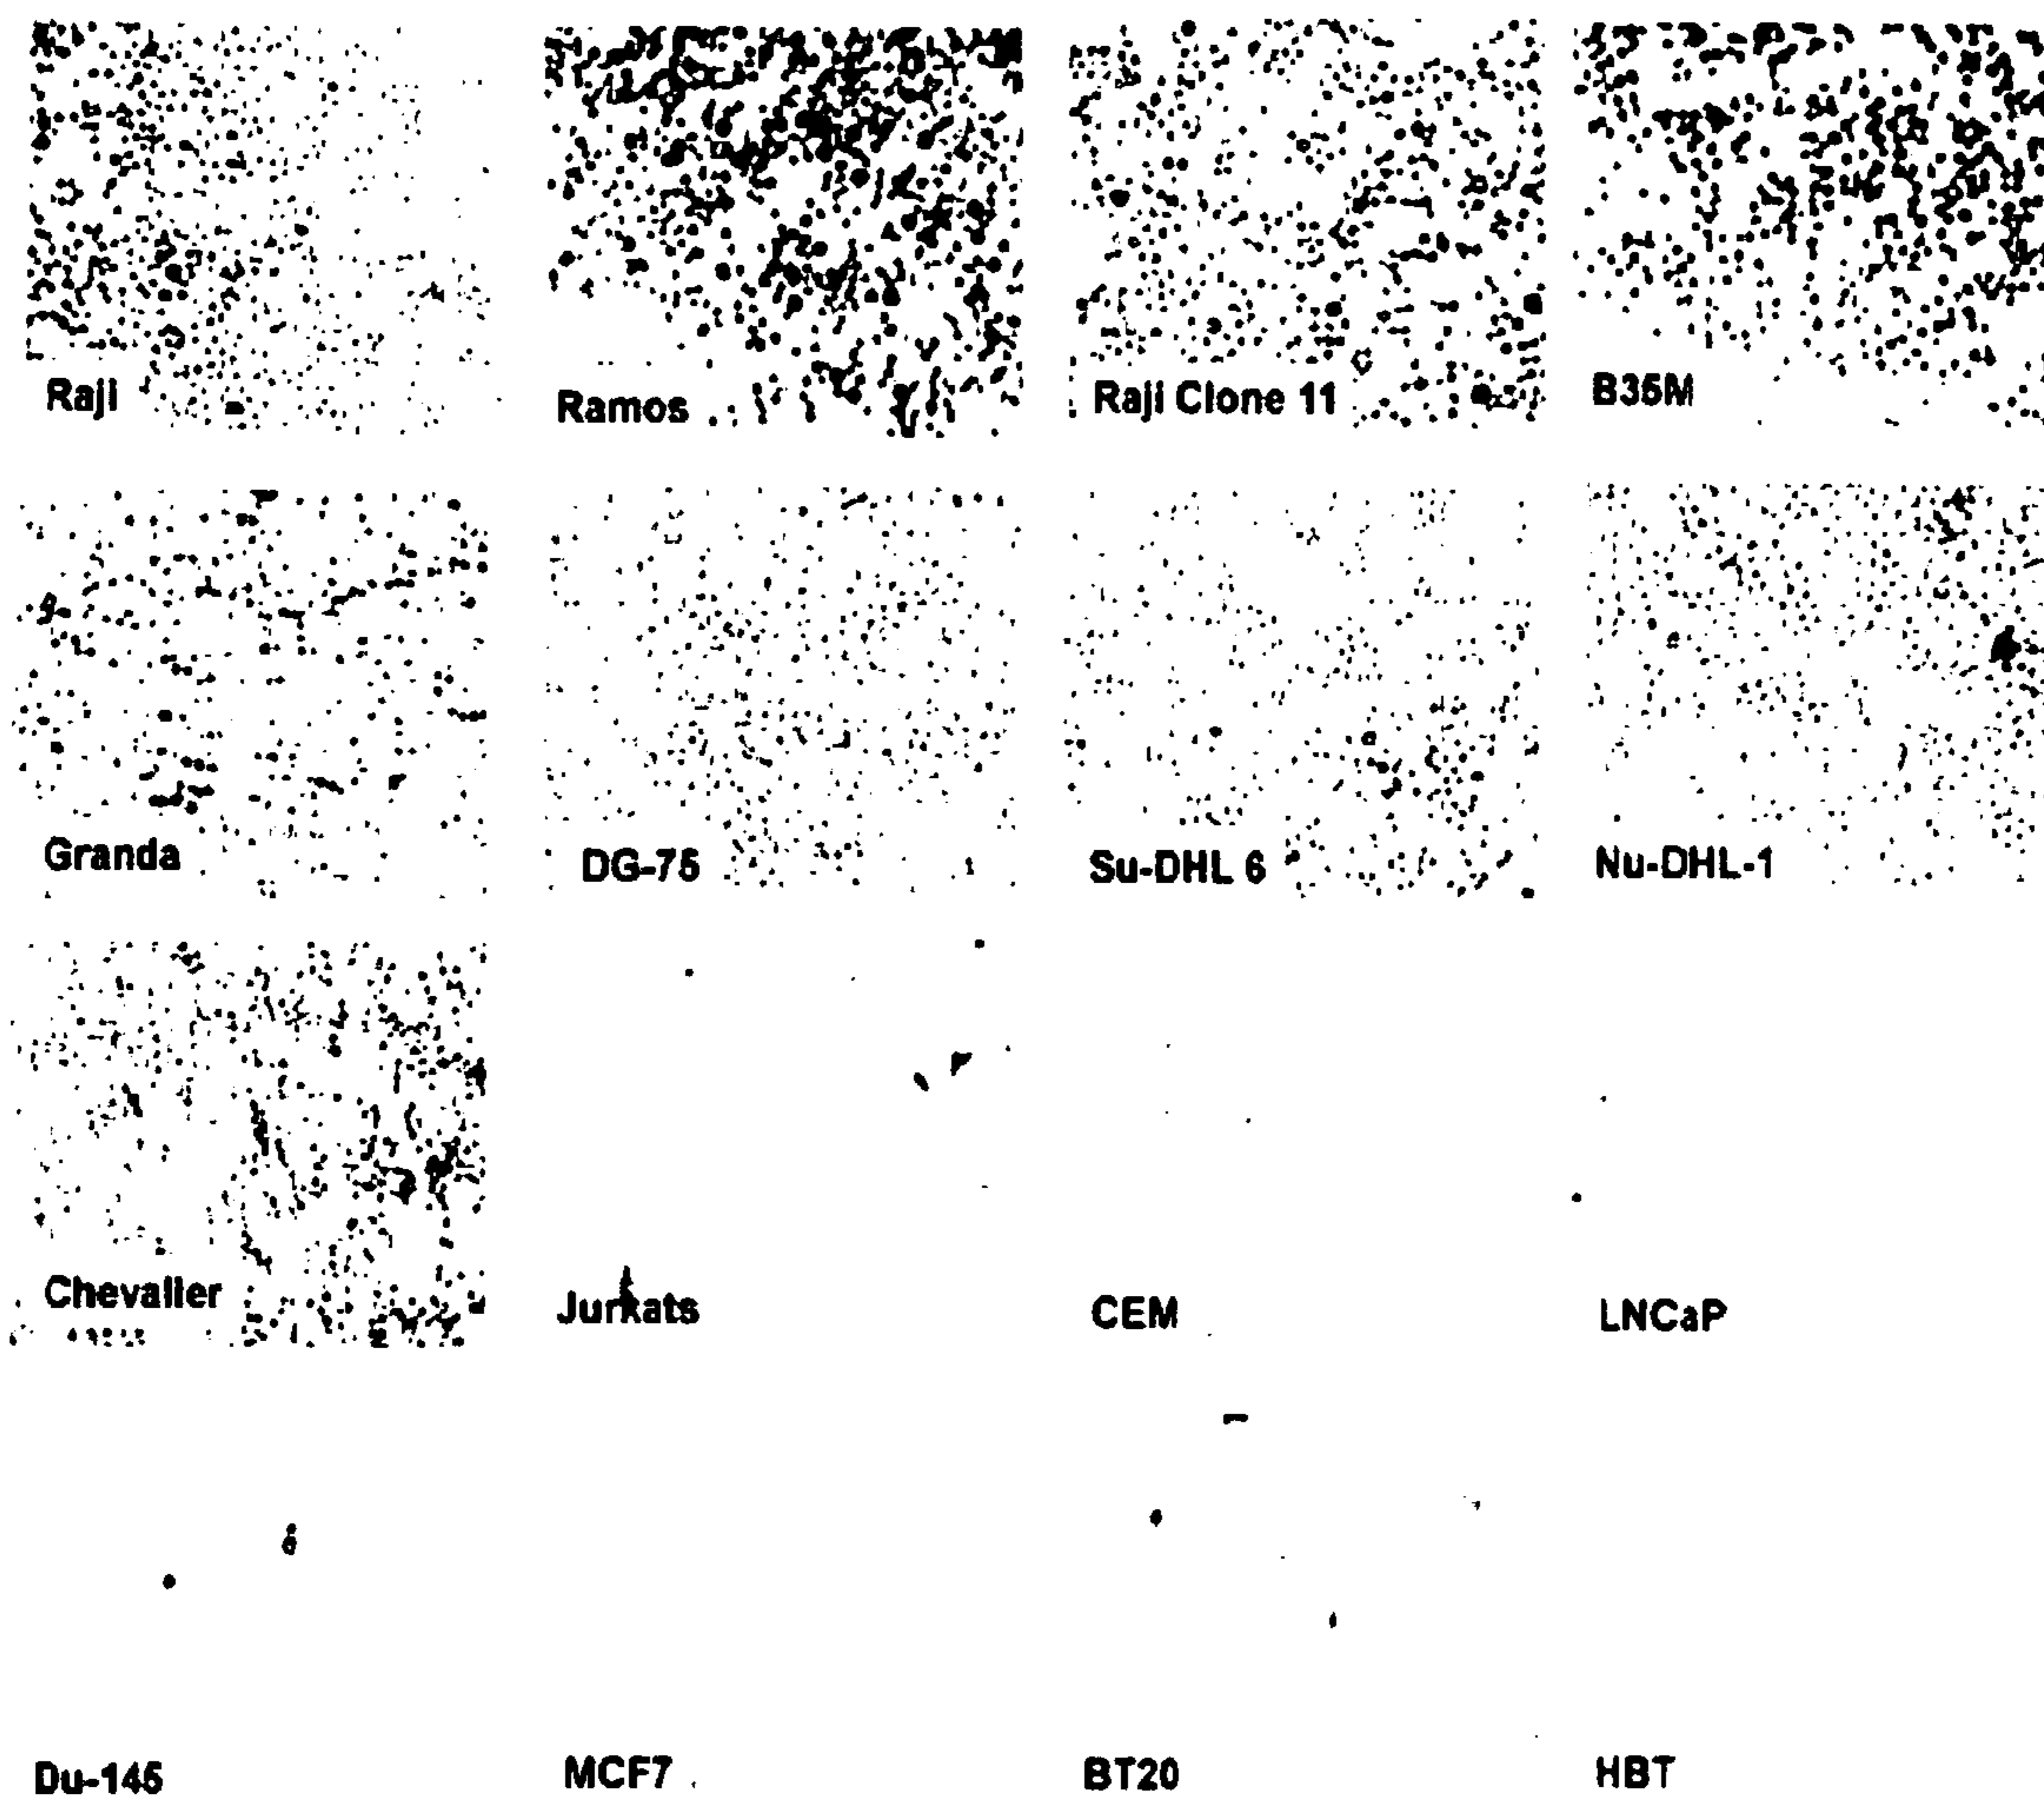 Raji
Ramos
Raji Clone 11
B35M
Granda
DG-75
Su-DHL 6
Nu-DHL-1
Chevalier
Jurkats
CEM
LNCaP
Du-145
MCF7
BT20
HBT